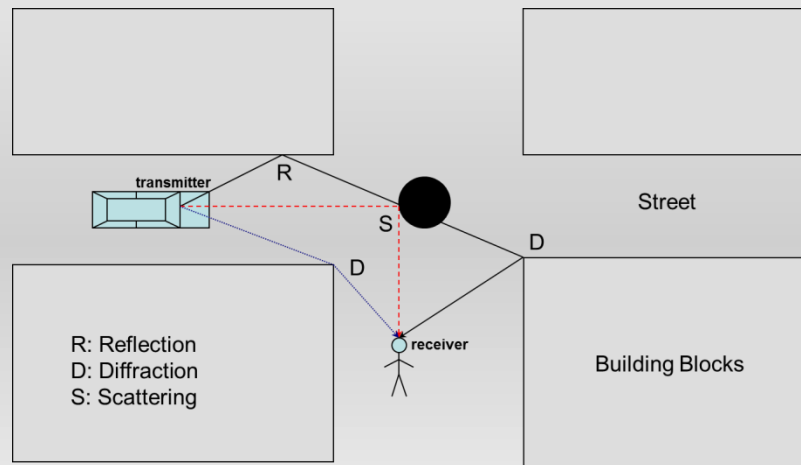 transmitter
R
S
Street
D
D
R: Reflection
D: Diffraction
S: Scattering
receiver
Building Blocks